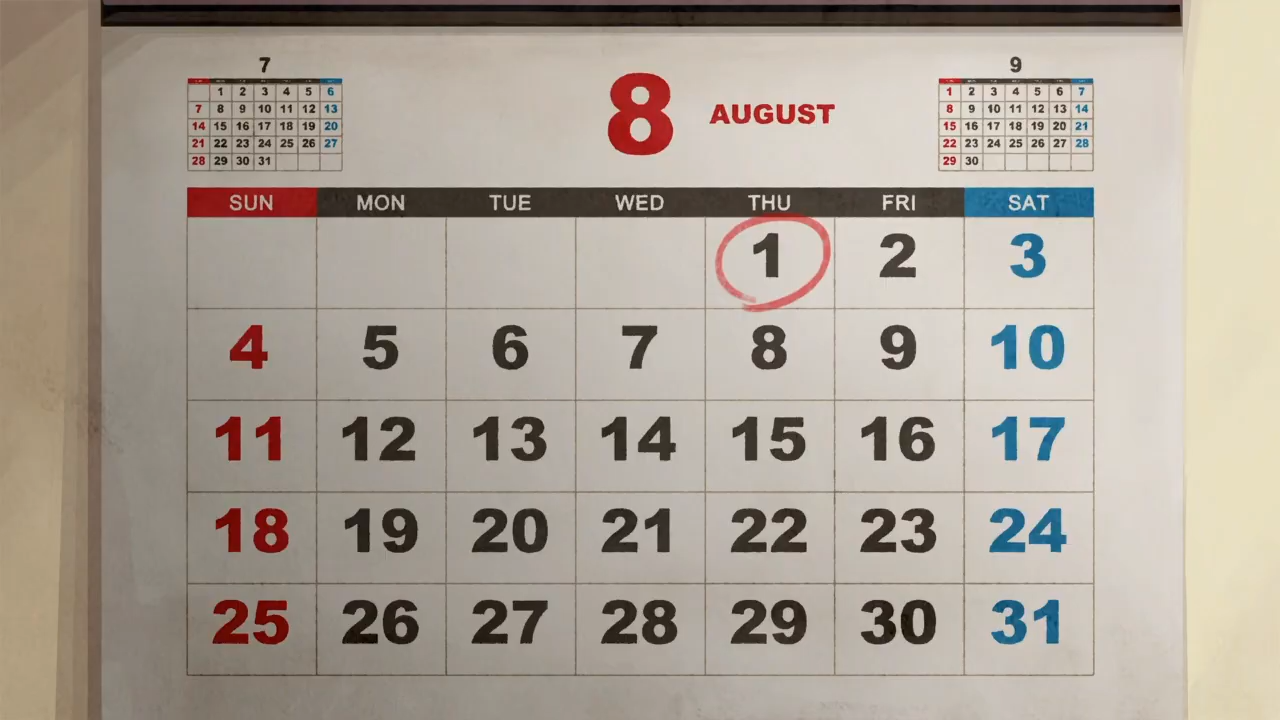 7
1 2 3 4 5 6
7 8 9 10 11 12 13
14 15 16 17 18 19 20
21 22 23 24 25 26 27
28 29 30 31
8 AUGUST
9
1 2 3 4 5 6 7
8 9 10 11 12 13 14
15 16 17 18 19 20 21
22 23 24 25 26 27 28
29 30
SUN MON TUE WED THU FRI SAT
1 2 3
4 5 6 7 8 9 10
11 12 13 14 15 16 17
18 19 20 21 22 23 24
25 26 27 28 29 30 31